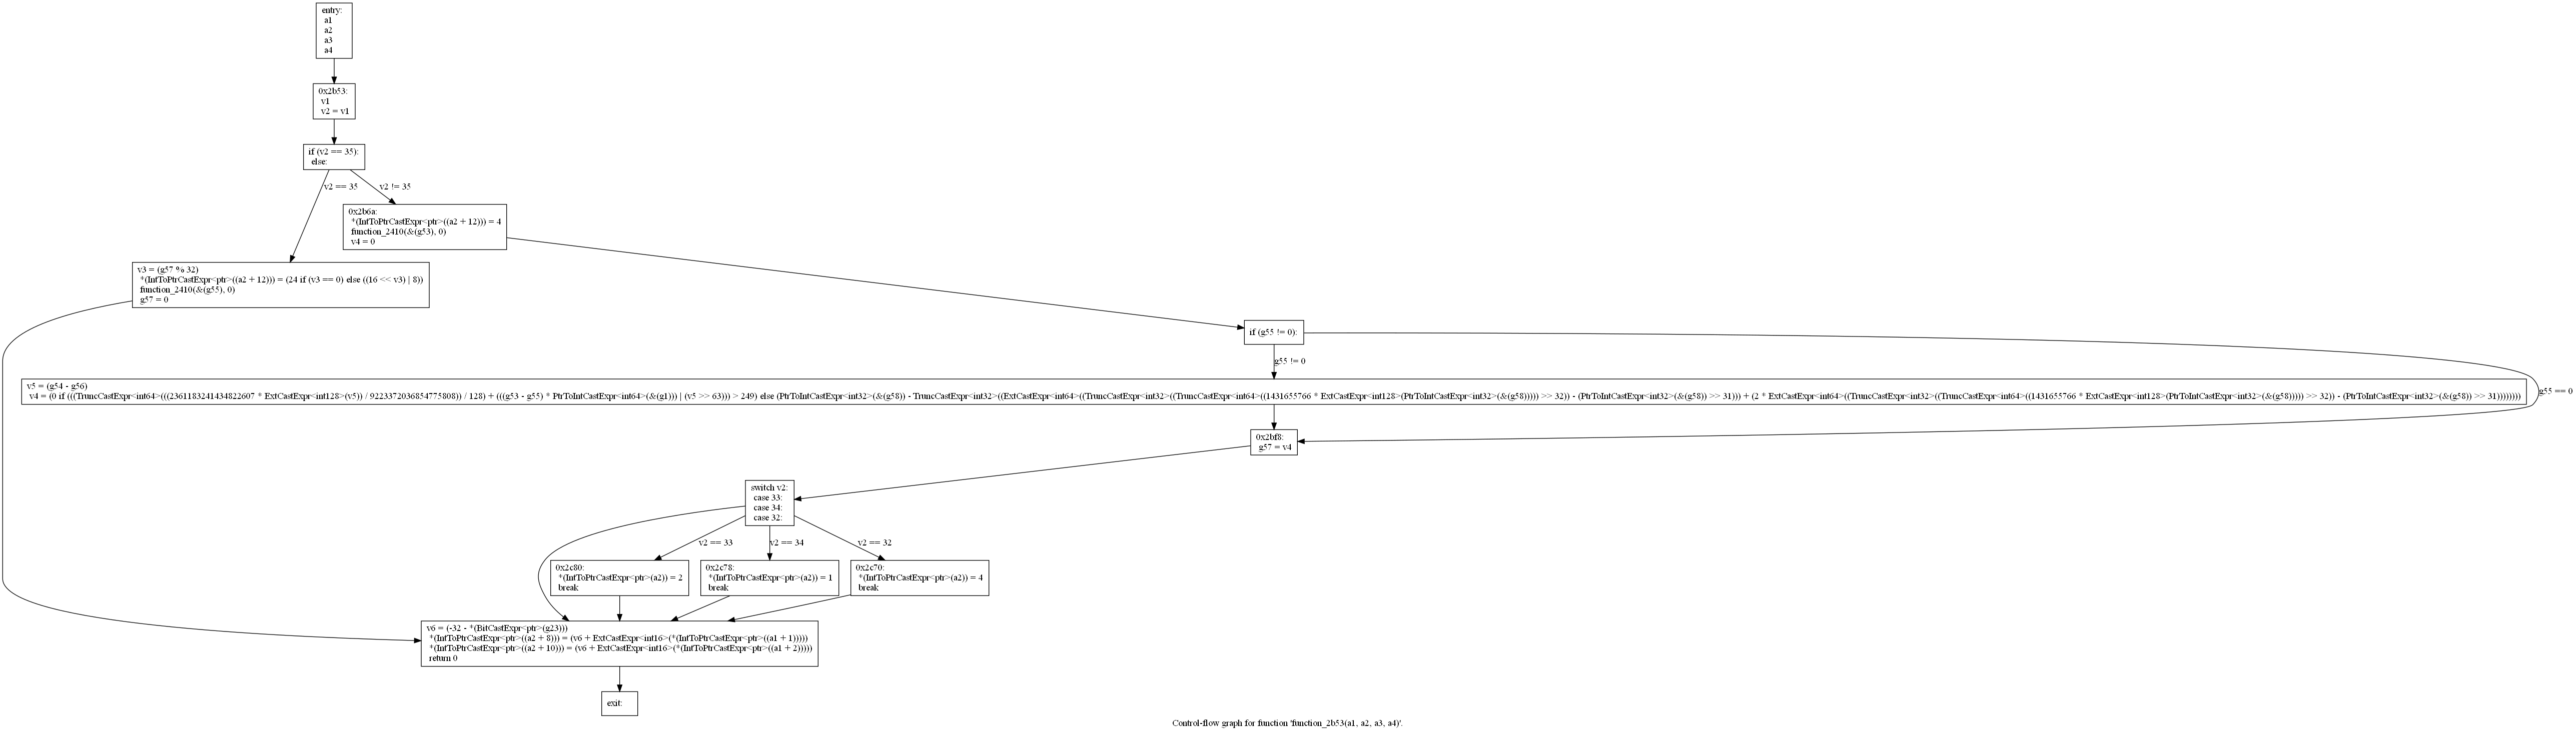 entry:
a1
a2
a3
a4
0x2b53:
v1
v2 = v1
if (v2 == 35):
else:
v2 == 35
v2 != 35
0x2b6a:
*(IntToPtrCastExpr<ptr>((a2 + 12))) = 4
function_2410(&(g53), 0)
v4 = 0
v3 = (g57 % 32)
*(IntToPtrCastExpr<ptr>((a2 + 12))) = (24 if (v3 == 0) else ((16 << v3) | 8))
function_2410(&(g55), 0)
g57 = 0
if (g55 != 0):
g55 != 0
g55 == 0
v5 = (g54 - g56)
v4 = (0 if (((TruncCastExpr<int64>(((2361183241434822607 * ExtCastExpr<int128>(v5)) / 9223372036854775808)) / 128) + (((g53 - g55) * PtrToIntCastExpr<int64>(&(g1))) | (v5 >> 63))) > 249) else (PtrToIntCastExpr<int32>(&(g58)) - TruncCastExpr<int32>((ExtCastExpr<int64>((TruncCastExpr<int32>((TruncCastExpr<int64>((1431655766 * ExtCastExpr<int128>(PtrToIntCastExpr<int32>(&(g58))))) >> 32)) - (PtrToIntCastExpr<int32>(&(g58)) >> 31))) + (2 * ExtCastExpr<int64>((TruncCastExpr<int32>((TruncCastExpr<int64>((1431655766 * ExtCastExpr<int128>(PtrToIntCastExpr<int32>(&(g58))))) >> 32)) - (PtrToIntCastExpr<int32>(&(g58)) >> 31))))))))
0x2bf8:
g57 = v4
switch v2:
case 33:
case 34:
case 32:
v2 == 33
v2 == 34
v2 == 32
0x2c80:
*(IntToPtrCastExpr<ptr>(a2)) = 2
break
0x2c78:
*(IntToPtrCastExpr<ptr>(a2)) = 1
break
0x2c70:
*(IntToPtrCastExpr<ptr>(a2)) = 4
break
v6 = (-32 - *(BitCastExpr<ptr>(g23)))
*(IntToPtrCastExpr<ptr>((a2 + 8))) = (v6 + ExtCastExpr<int16>(*(IntToPtrCastExpr<ptr>((a1 + 1)))))
*(IntToPtrCastExpr<ptr>((a2 + 10))) = (v6 + ExtCastExpr<int16>(*(IntToPtrCastExpr<ptr>((a1 + 2)))))
return 0
exit:
Control-flow graph for function 'function_2b53(a1, a2, a3, a4)'.